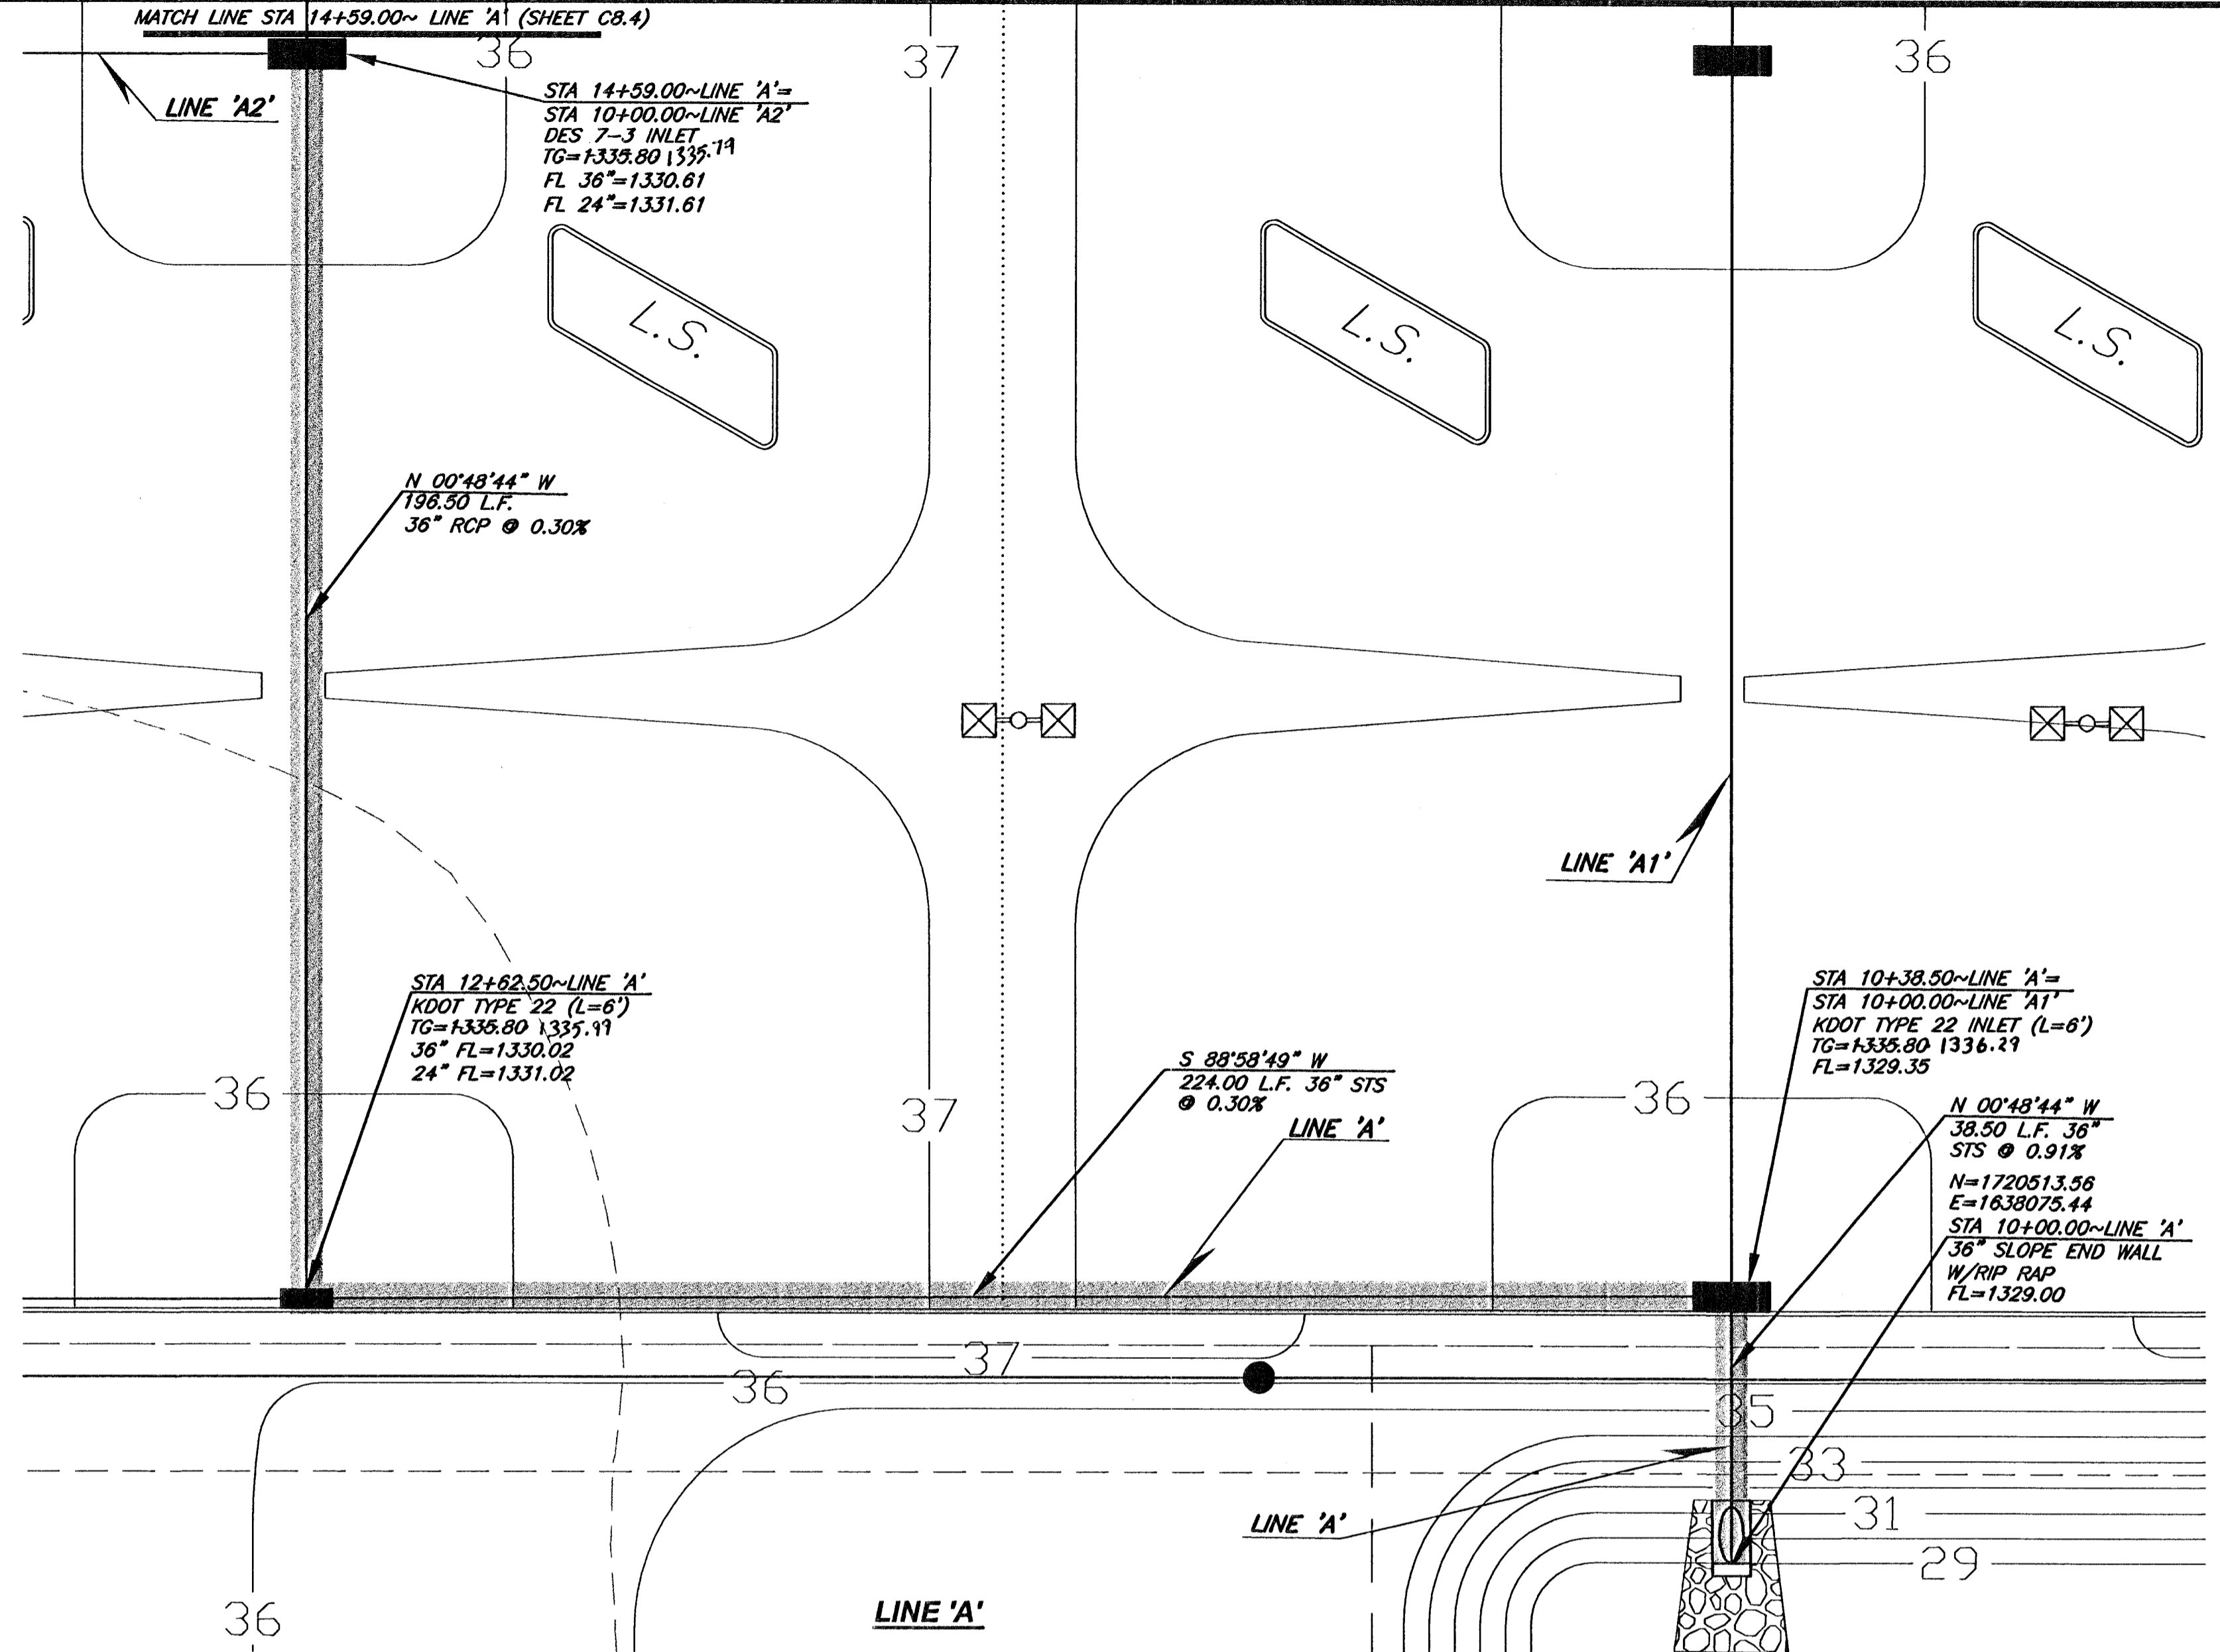 MATCH LINE STA 14+59.00~ LINE 'A' (SHEET C8.4)
36
37
36
LINE 'A2'
STA 14+59.00~LINE 'A'=
STA 10+00.00~LINE 'A2'
DES 7-3 INLET
TG=1335.80 1335.79
FL 36"=1330.61
FL 24"=1331.61
L.S.
L.S.
L.S.
N 00°48'44" W
196.50 L.F.
36" RCP @ 0.30%
LINE 'A1'
STA 12+62.50~LINE 'A'
KDOT TYPE 22 (L=6')
TG=1335.80 1335.99
36" FL=1330.02
24" FL=1331.02
STA 10+38.50~LINE 'A'=
STA 10+00.00~LINE 'A1'
KDOT TYPE 22 INLET (L=6')
TG=1335.80 1336.29
FL=1329.35
S 88°58'49" W
224.00 L.F. 36" STS
@ 0.30%
LINE 'A'
36
37
36
N 00°48'44" W
38.50 L.F. 36"
STS @ 0.91%
N=1720513.56
E=1638075.44
STA 10+00.00~LINE 'A'
36" SLOPE END WALL
W/RIP RAP
FL=1329.00
37
36
35
33
31
29
LINE 'A'
36
LINE 'A'